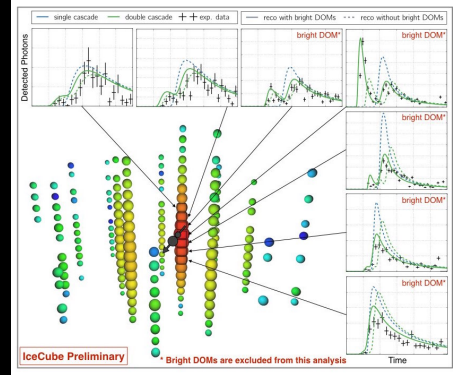 single cascade double cascade exp. data reco with bright DOMs reco without bright DOMs
Detected Photons
bright DOM*
bright DOM*
bright DOM*
bright DOM*
bright DOM*
IceCube Preliminary
* Bright DOMs are excluded from this analysis
Time